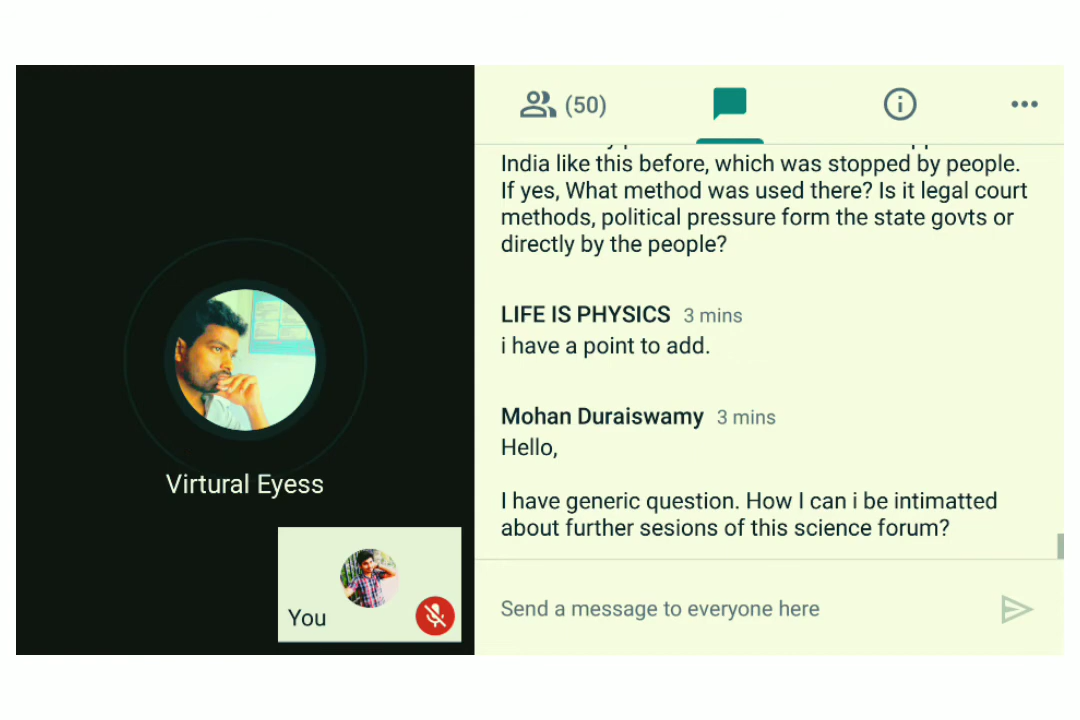 (50)
India like this before, which was stopped by people.
If yes, What method was used there? Is it legal court
methods, political pressure form the state govts or
directly by the people?
LIFE IS PHYSICS 3 mins
i have a point to add.
Mohan Duraiswamy 3 mins
Hello,
I have generic question. How I can i be intimatted
about further sesions of this science forum?
Send a message to everyone here
Virtural Eyess
You